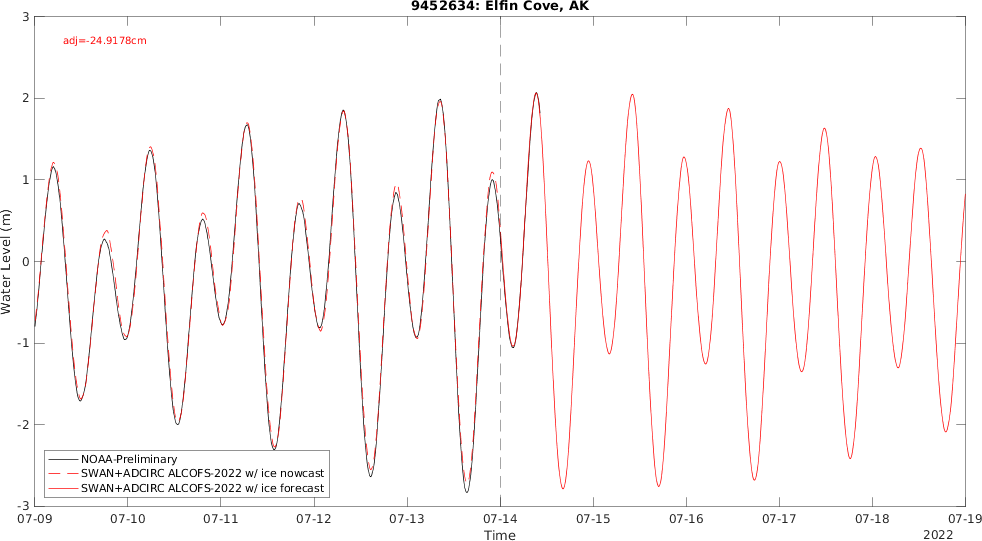 9452634: Elfin Cove, AK
adj=-24.9178cm
3
2
1
0
-1
-2
-3
Water Level (m)
NOAA-Preliminary
SWAN+ADCIRC ALCOFS-2022 w/ ice nowcast
SWAN+ADCIRC ALCOFS-2022 w/ ice forecast
07-09 07-10 07-11 07-12 07-13 07-14 07-15 07-16 07-17 07-18 07-19
Time
2022